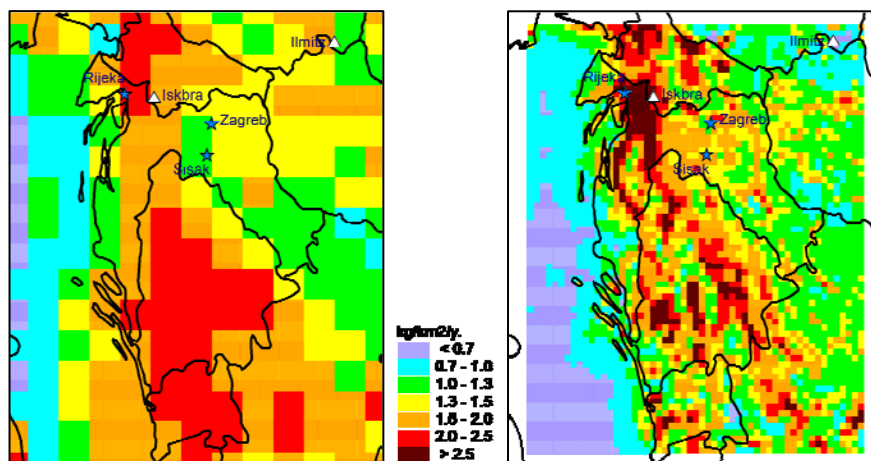 Ilmitz
Rijeka
Iskbra
Zagreb
Sisak
kg/km2/y.
< 0.7
0.7 - 1.0
1.0 - 1.3
1.3 - 1.5
1.6 - 2.0
2.0 - 2.5
> 2.5
Ilmitz
Rijeka
Iskbra
Zagreb
Sisak